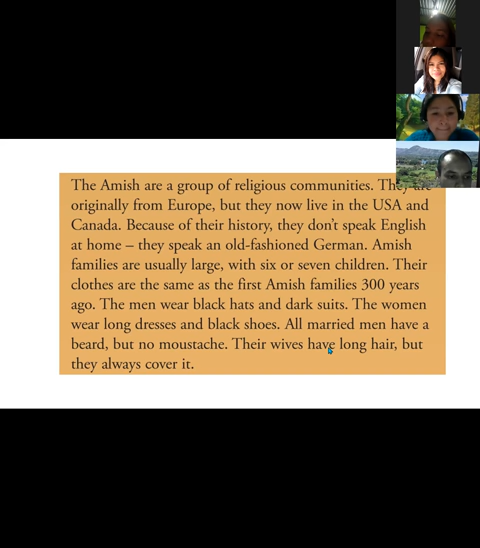 The Amish are a group of religious communities. They are
originally from Europe, but they now live in the USA and
Canada. Because of their history, they don't speak English
at home – they speak an old-fashioned German. Amish
families are usually large, with six or seven children. Their
clothes are the same as the first Amish families 300 years
ago. The men wear black hats and dark suits. The women
wear long dresses and black shoes. All married men have a
beard, but no moustache. Their wives have long hair, but
they always cover it.